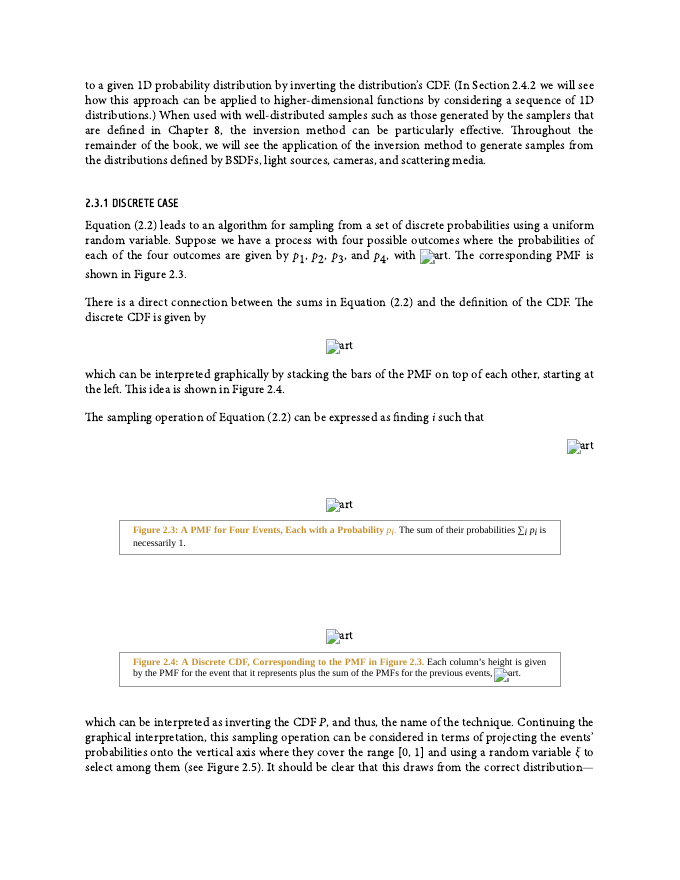 to a given 1D probability distribution by inverting the distribution’s CDF. (In Section 2.4.2 we will see
how this approach can be applied to higher-dimensional functions by considering a sequence of 1D
distributions.) When used with well-distributed samples such as those generated by the samplers that
are defined in Chapter 8, the inversion method can be particularly effective. Throughout the
remainder of the book, we will see the application of the inversion method to generate samples from
the distributions defined by BSDFs, light sources, cameras, and scattering media.
2.3.1 DISCRETE CASE
Equation (2.2) leads to an algorithm for sampling from a set of discrete probabilities using a uniform
random variable. Suppose we have a process with four possible outcomes where the probabilities of
each of the four outcomes are given by p1, p2, p3, and p4, with art. The corresponding PMF is
shown in Figure 2.3.
There is a direct connection between the sums in Equation (2.2) and the definition of the CDF. The
discrete CDF is given by
art
which can be interpreted graphically by stacking the bars of the PMF on top of each other, starting at
the left. This idea is shown in Figure 2.4.
The sampling operation of Equation (2.2) can be expressed as finding i such that
art
art
Figure 2.3: A PMF for Four Events, Each with a Probability pi. The sum of their probabilities ∑i pi is
necessarily 1.
art
Figure 2.4: A Discrete CDF, Corresponding to the PMF in Figure 2.3. Each column’s height is given
by the PMF for the event that it represents plus the sum of the PMFs for the previous events, art.
which can be interpreted as inverting the CDF P, and thus, the name of the technique. Continuing the
graphical interpretation, this sampling operation can be considered in terms of projecting the events’
probabilities onto the vertical axis where they cover the range [0, 1] and using a random variable ξ to
select among them (see Figure 2.5). It should be clear that this draws from the correct distribution—